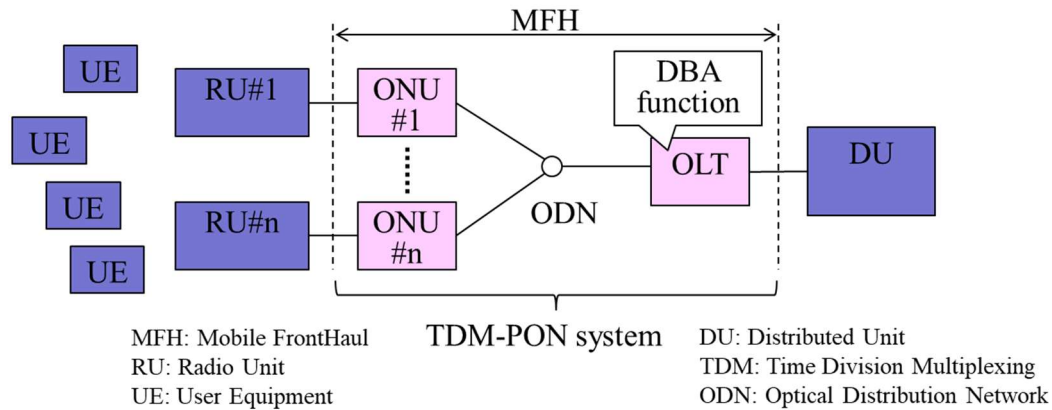 MFH
UE
UE
UE
UE
RU#1
ONU
#1
DBA
function
OLT
DU
ODN
RU#n
ONU
#n
TDM-PON system
MFH: Mobile FrontHaul
RU: Radio Unit
UE: User Equipment
DU: Distributed Unit
TDM: Time Division Multiplexing
ODN: Optical Distribution Network